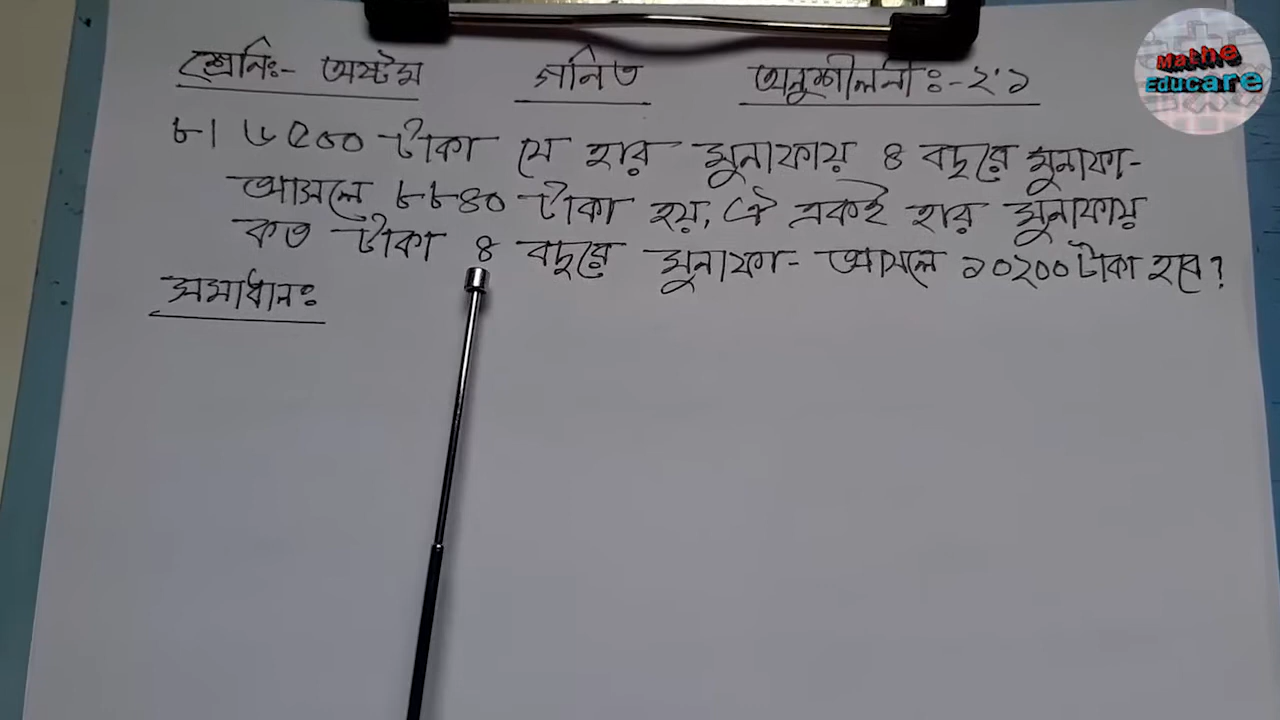 শ্রেনিঃ- অষ্টম গনিত অনুশীলনীঃ-২.১
Mathe
Educare
৮। ৬৫০০ টাকা যে হার মুনাফায় ৪ বছরে মুনাফা-
আসলে ৮৮৪০ টাকা হয়, ঐ একই হার মুনাফায়
কত টাকা ৪ বছরে মুনাফা- আসলে ১০২০০ টাকা হবে?
সমাধানঃ